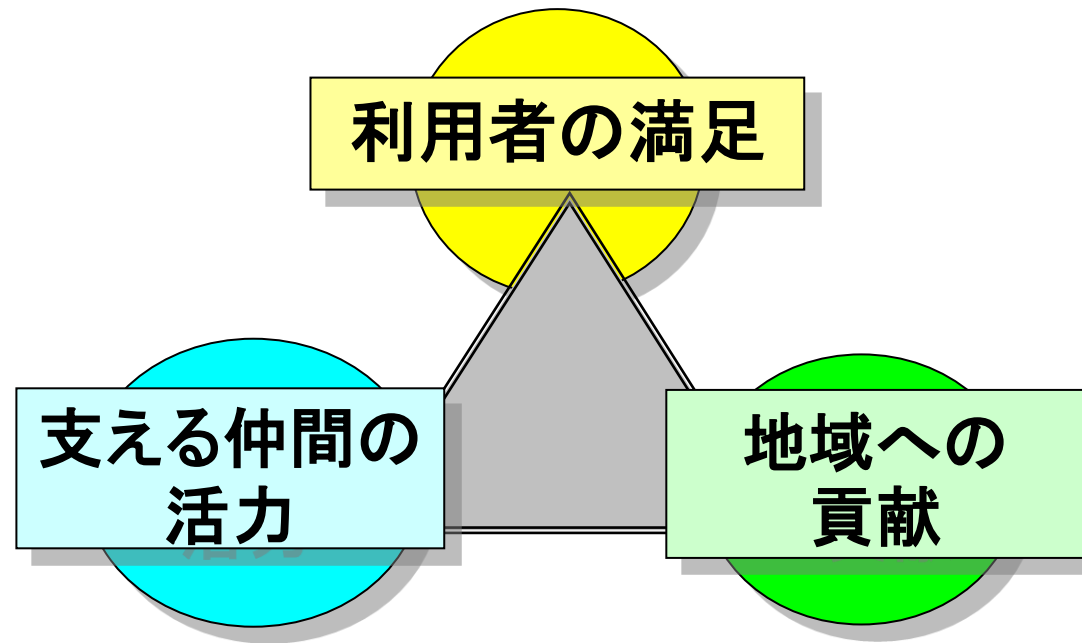 利用者の満足
支える仲間の
活力
地域への
貢献